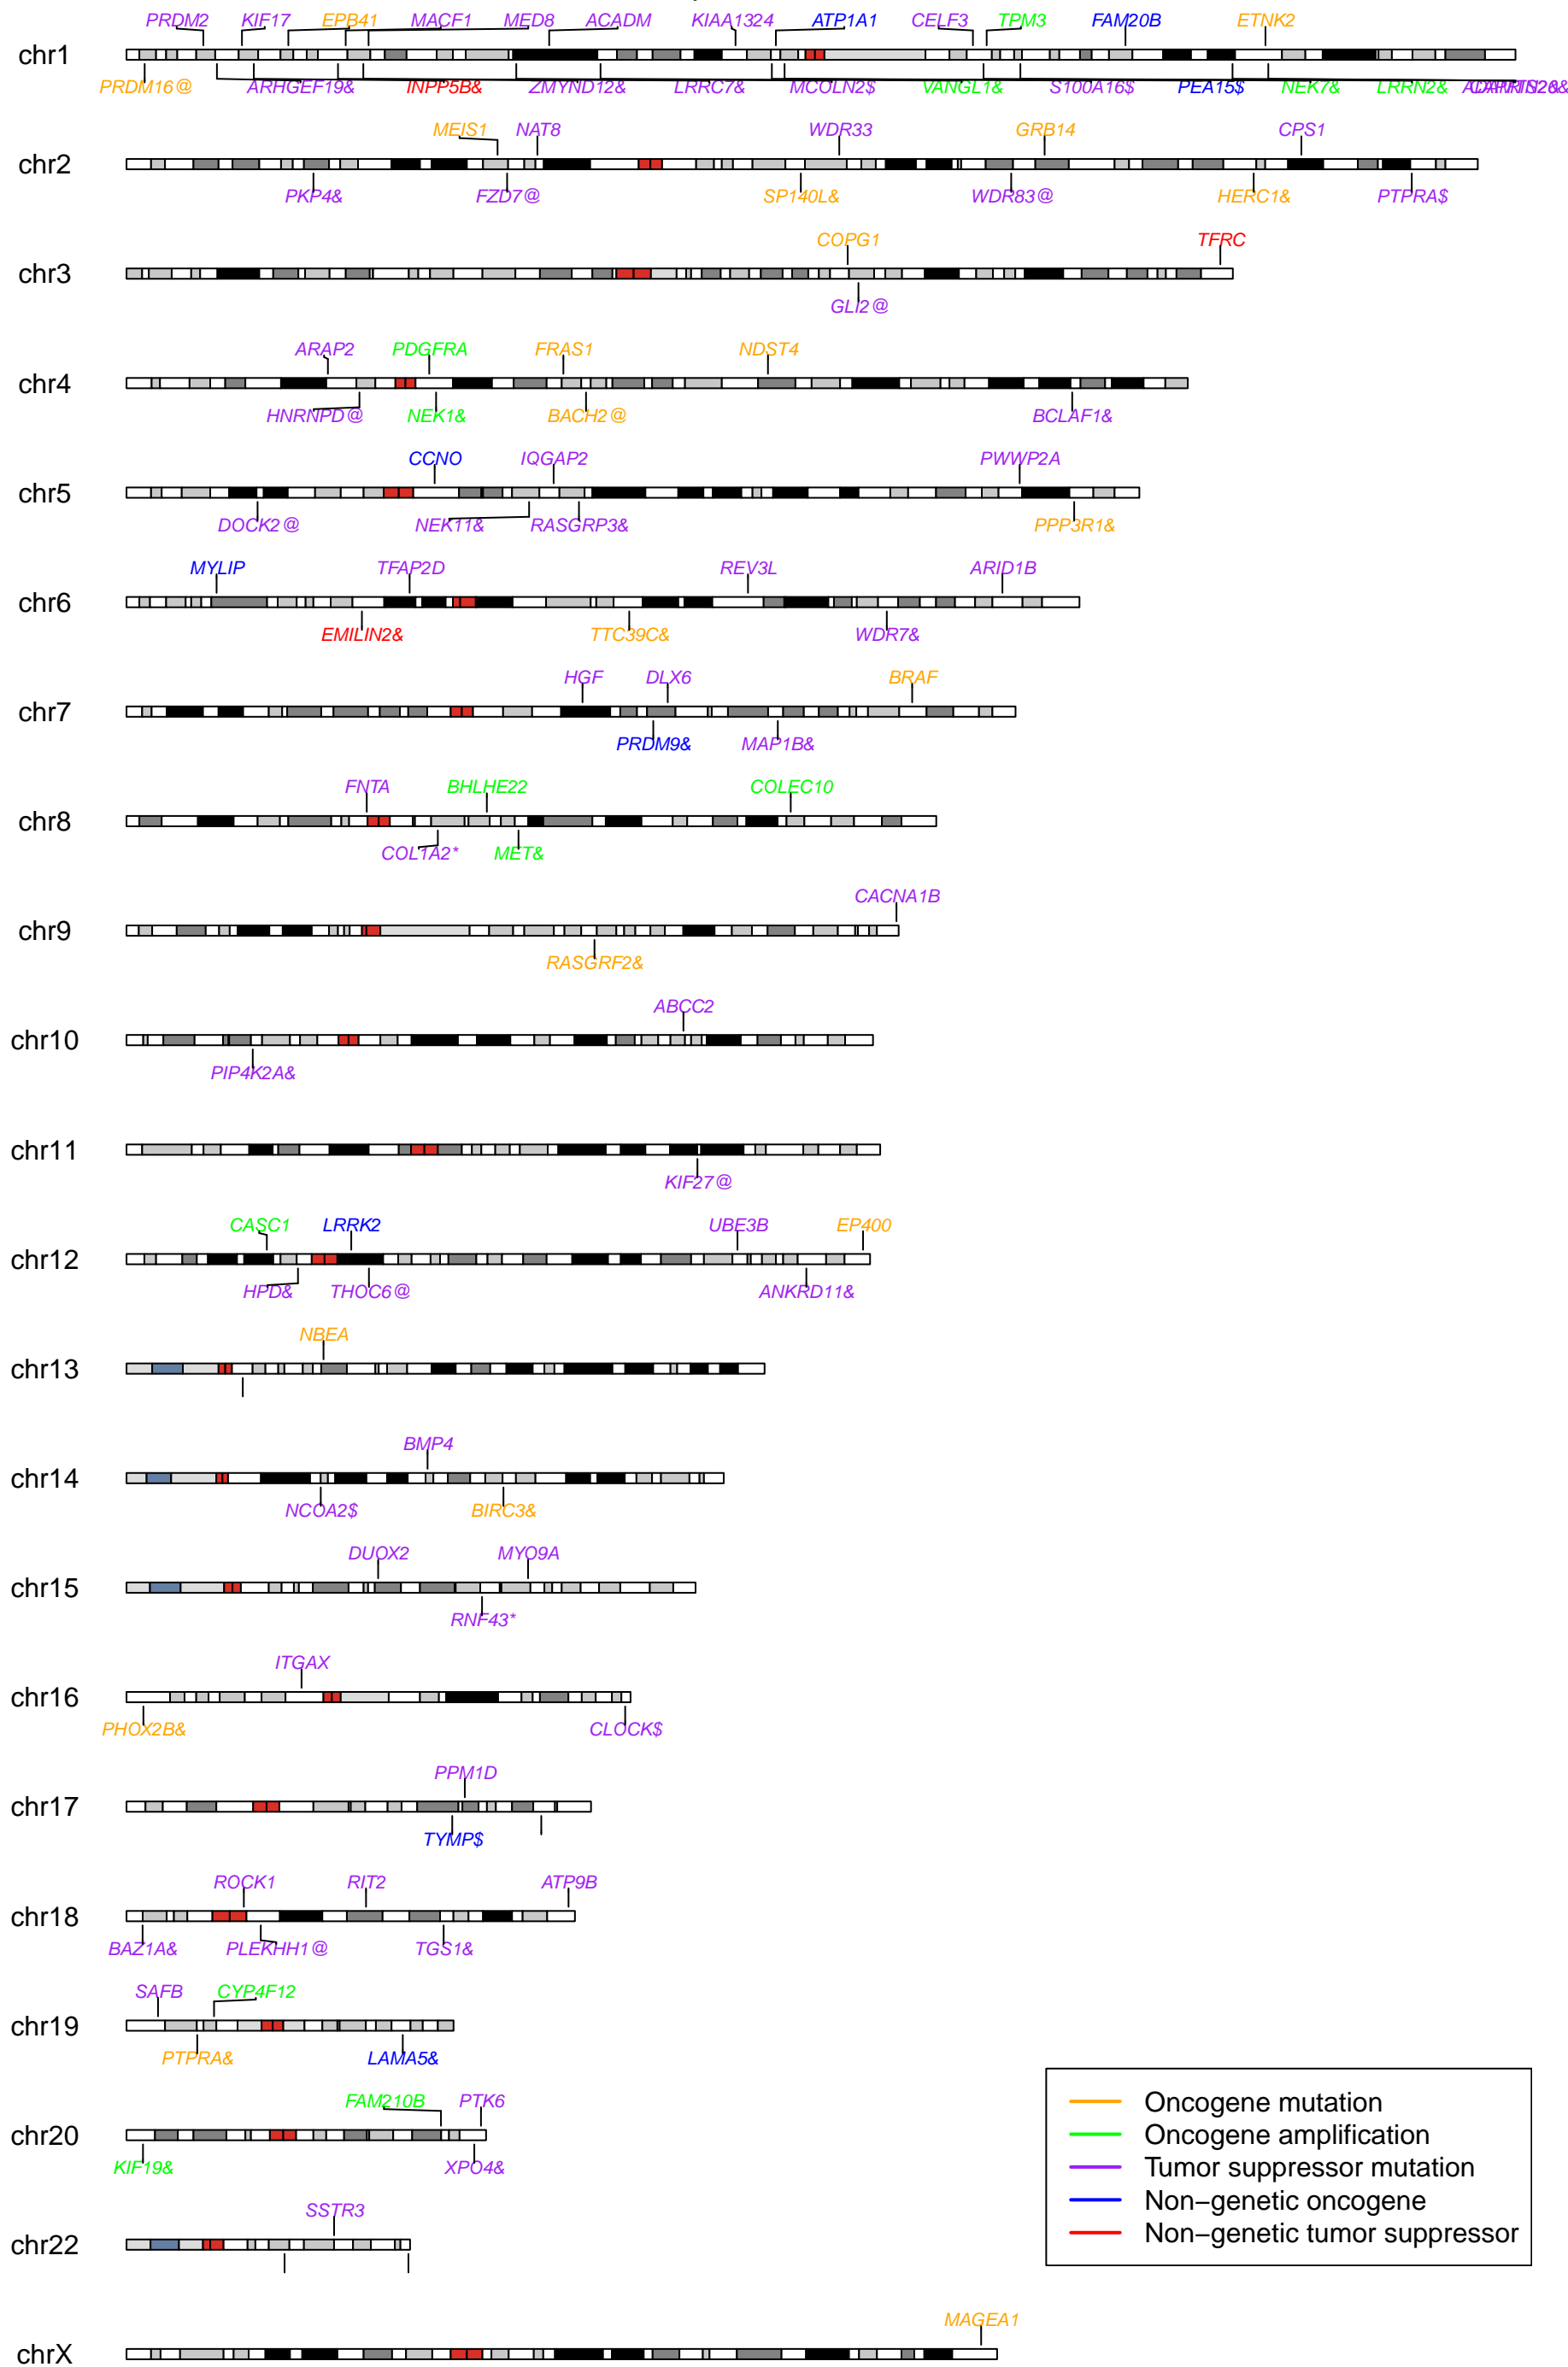 PRDM2 KIF17 EPB41 MACF1 MED8 ACADM KIAA1324 ATP1A1 CELF3 TPM3 FAM20B ETNK2
chr1
PRDM16@ ARHGEF19& INPP5B& ZMYND12& LRRC7& MCOLN2$ VANGL1& S100A16$ PEA15$ NEK7& LRRN2&
MEIS1 NAT8 WDR33 GRB14 CPS1
chr2
PKP4& FZD7@ SP140L& WDR83@ HERC1& PTPRA$
COPG1 TFRC
chr3
GLI2@
ARAP2 PDGFRA FRAS1 NDST4
chr4
HNRNPD@ NEK1& BACH2@ BCLAF1&
CCNO IQGAP2 PWWP2A
chr5
DOCK2@ NEK11& RASGRP3& PPP3R1&
MYLIP TFAP2D REV3L ARID1B
chr6
EMILIN2& TTC39C& WDR7&
HGF DLX6 BRAF
chr7
PRDM9& MAP1B&
FNTA BHLHE22 COLEC10
chr8
COL1A2* MET&
CACNA1B
chr9
RASGRF2&
ABCC2
chr10
PIP4K2A&
chr11
KIF27@
CASC1 LRRK2 UBE3B EP400
chr12
HPD& THOC6@ ANKRD11&
NBEA
chr13
BMP4
chr14
NCOA2$ BIRC3&
DUOX2 MYO9A
chr15
RNF43*
ITGAX
chr16
PHOX2B& CLOCK$
PPM1D
chr17
TYMP$
ROCK1 RIT2 ATP9B
chr18
BAZ1A& PLEKHH1@ TGS1&
SAFB CYP4F12
chr19
PTPRA& LAMA5&
FAM210B PTK6
chr20
KIF19& XPO4&
Oncogene mutation
Oncogene amplification
Tumor suppressor mutation
Non−genetic oncogene
Non−genetic tumor suppressor
SSTR3
chr22
MAGEA1
chrX